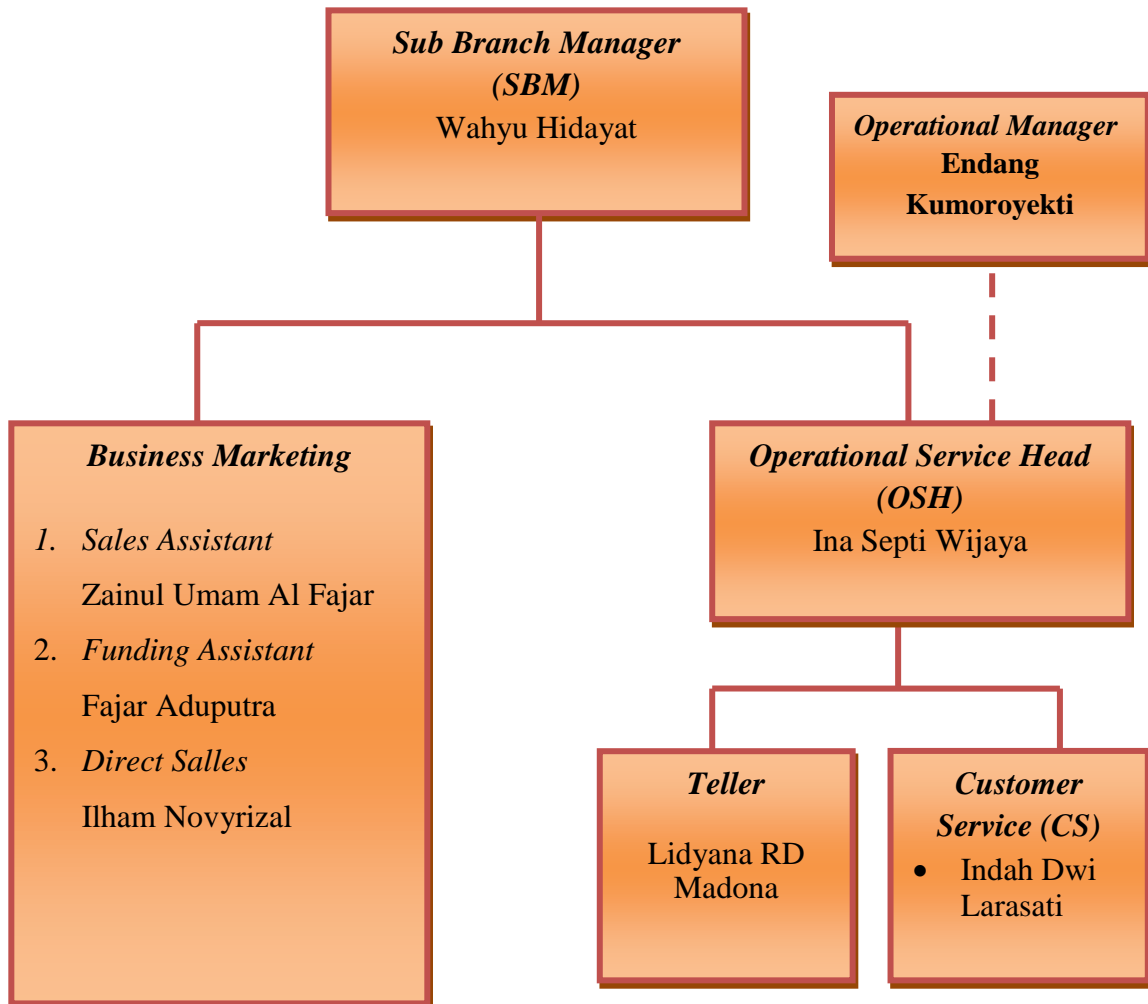 Sub Branch Manager
(SBM)
Wahyu Hidayat
Operational Manager
Endang
Kumoroyekti
Business Marketing
1. Sales Assistant
Zainul Umam Al Fajar
2. Funding Assistant
Fajar Aduputra
3. Direct Salles
Ilham Novyrizal
Operational Service Head
(OSH)
Ina Septi Wijaya
Teller
Lidyana RD
Madona
Customer
Service (CS)
• Indah Dwi
Larasati